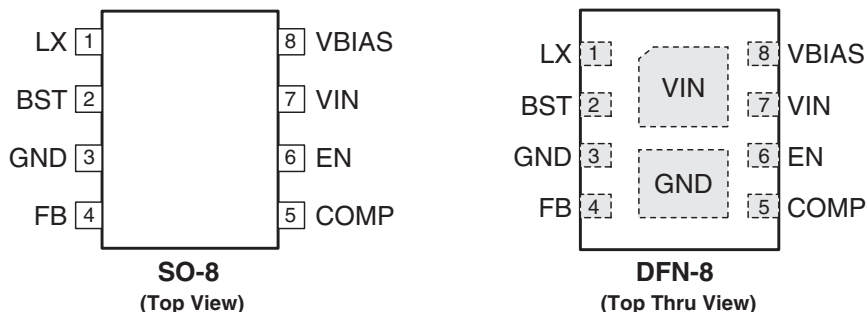 LX 1 8 VBIAS
BST 2 7 VIN
GND 3 6 EN
FB 4 5 COMP
SO-8
(Top View)
LX 1 8 VBIAS
BST 2 VIN 7 VIN
GND 3 GND 6 EN
FB 4 5 COMP
DFN-8
(Top Thru View)